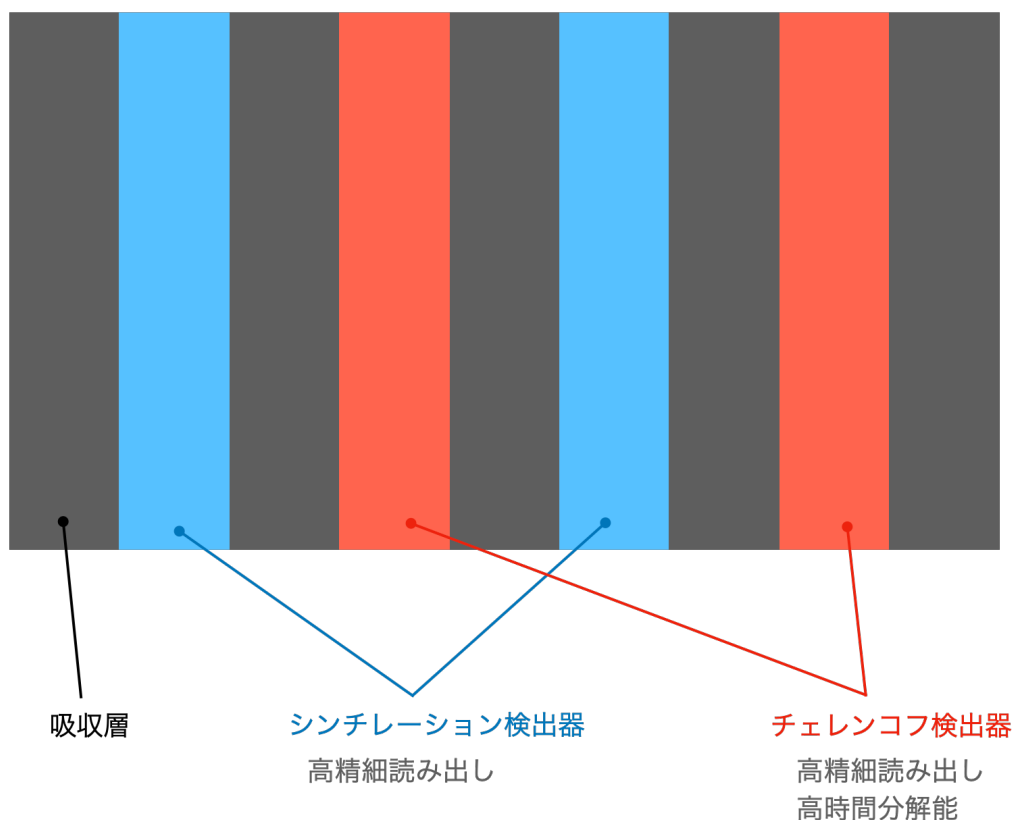 吸収層
シンチレーション検出器
高精細読み出し
チェレンコフ検出器
高精細読み出し
高時間分解能